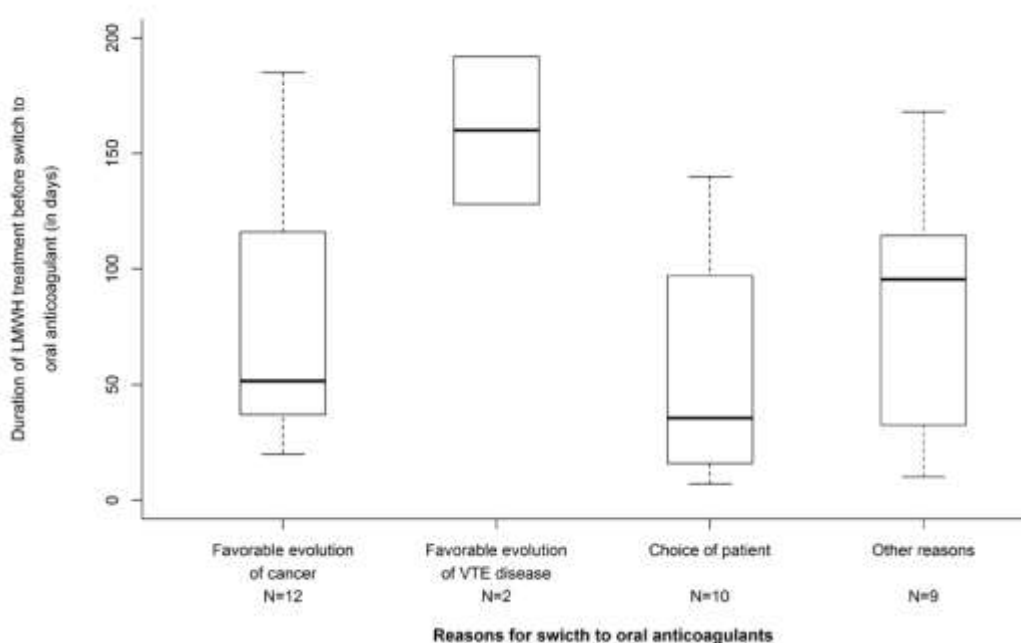 Duration of LMWH treatment before switch to
oral anticoagulant (in days)
200
150
100
50
0
Favorable evolution
of cancer
N=12
Favorable evolution
of VTE disease
N=2
Choice of patient
N=10
Other reasons
N=9
Reasons for swicth to oral anticoagulants